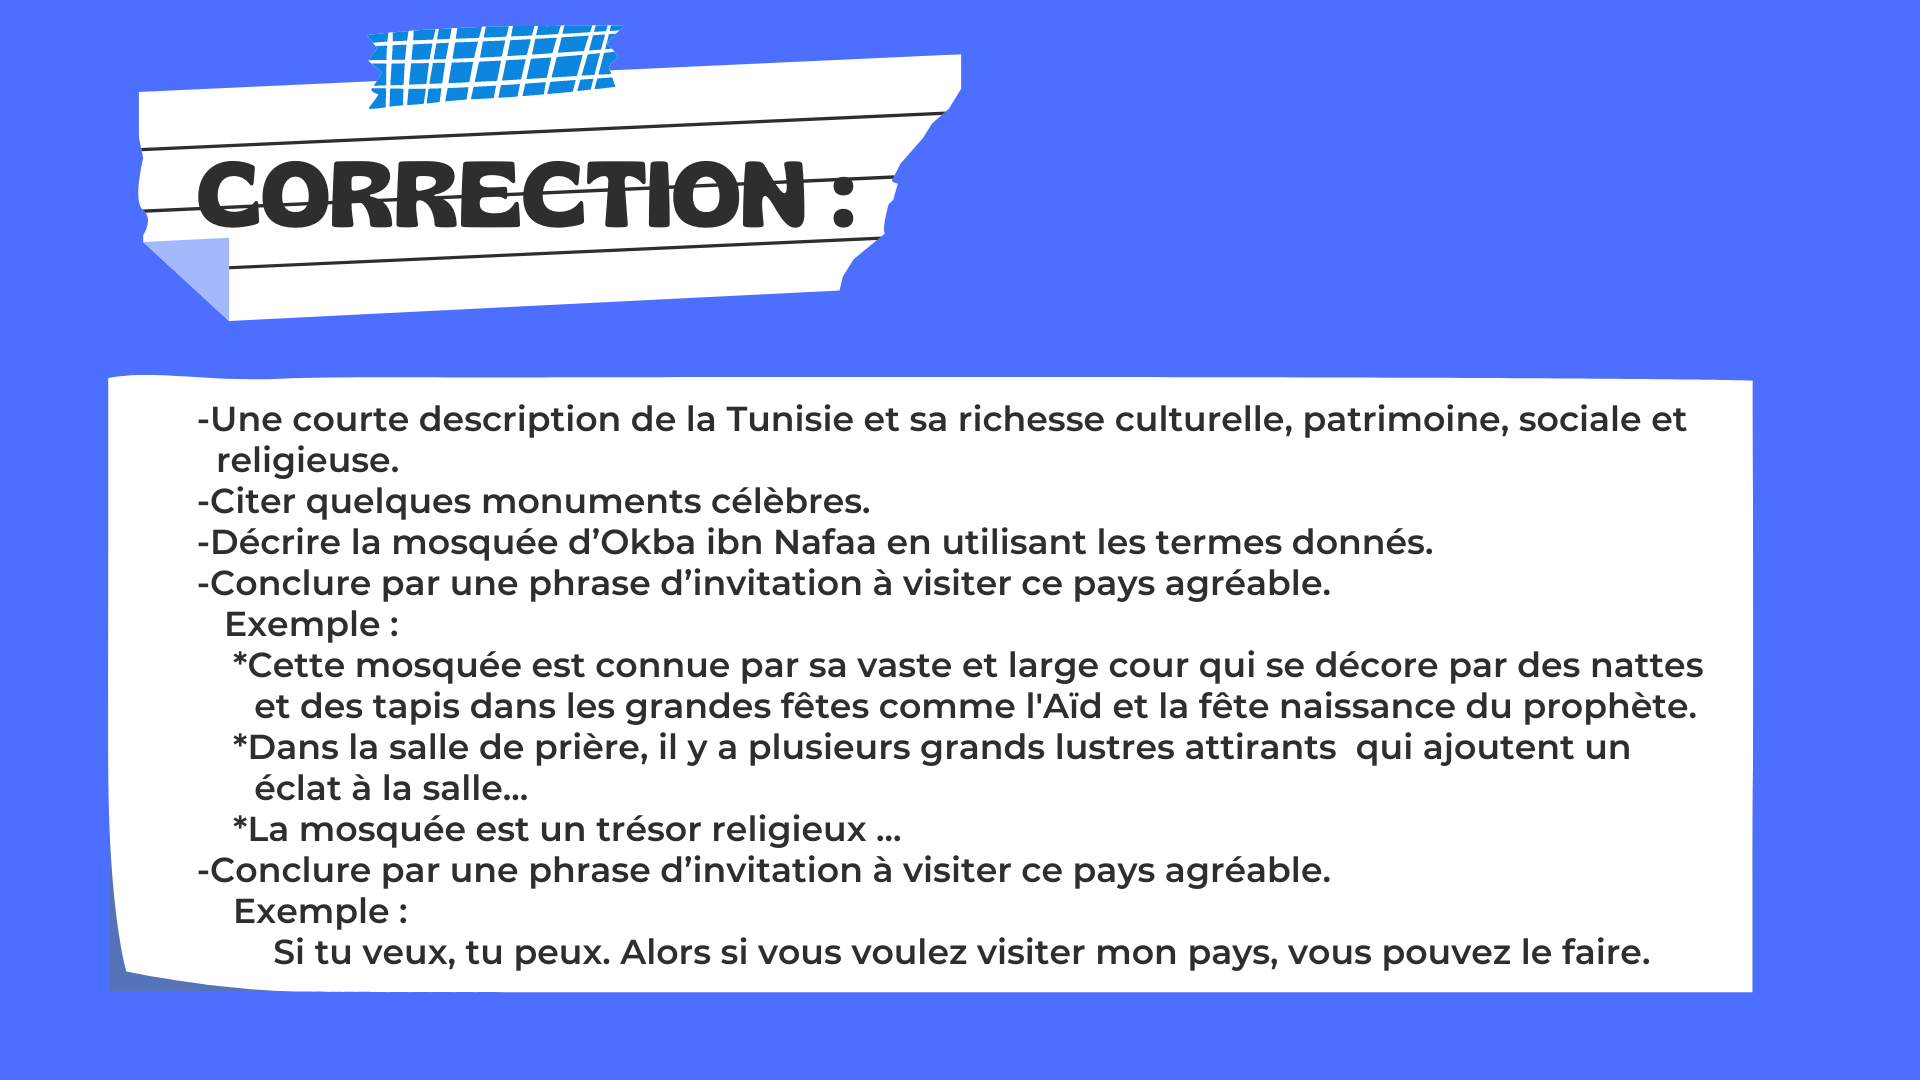 CORRECTION :
-Une courte description de la Tunisie et sa richesse culturelle, patrimoine, sociale et
religieuse.
-Citer quelques monuments célèbres.
-Décrire la mosquée d’Okba ibn Nafaa en utilisant les termes donnés.
-Conclure par une phrase d’invitation à visiter ce pays agréable.
Exemple :
*Cette mosquée est connue par sa vaste et large cour qui se décore par des nattes
et des tapis dans les grandes fêtes comme l'Aïd et la fête naissance du prophète.
*Dans la salle de prière, il y a plusieurs grands lustres attirants  qui ajoutent un
éclat à la salle...
*La mosquée est un trésor religieux ...
-Conclure par une phrase d’invitation à visiter ce pays agréable.
Exemple :
Si tu veux, tu peux. Alors si vous voulez visiter mon pays, vous pouvez le faire.